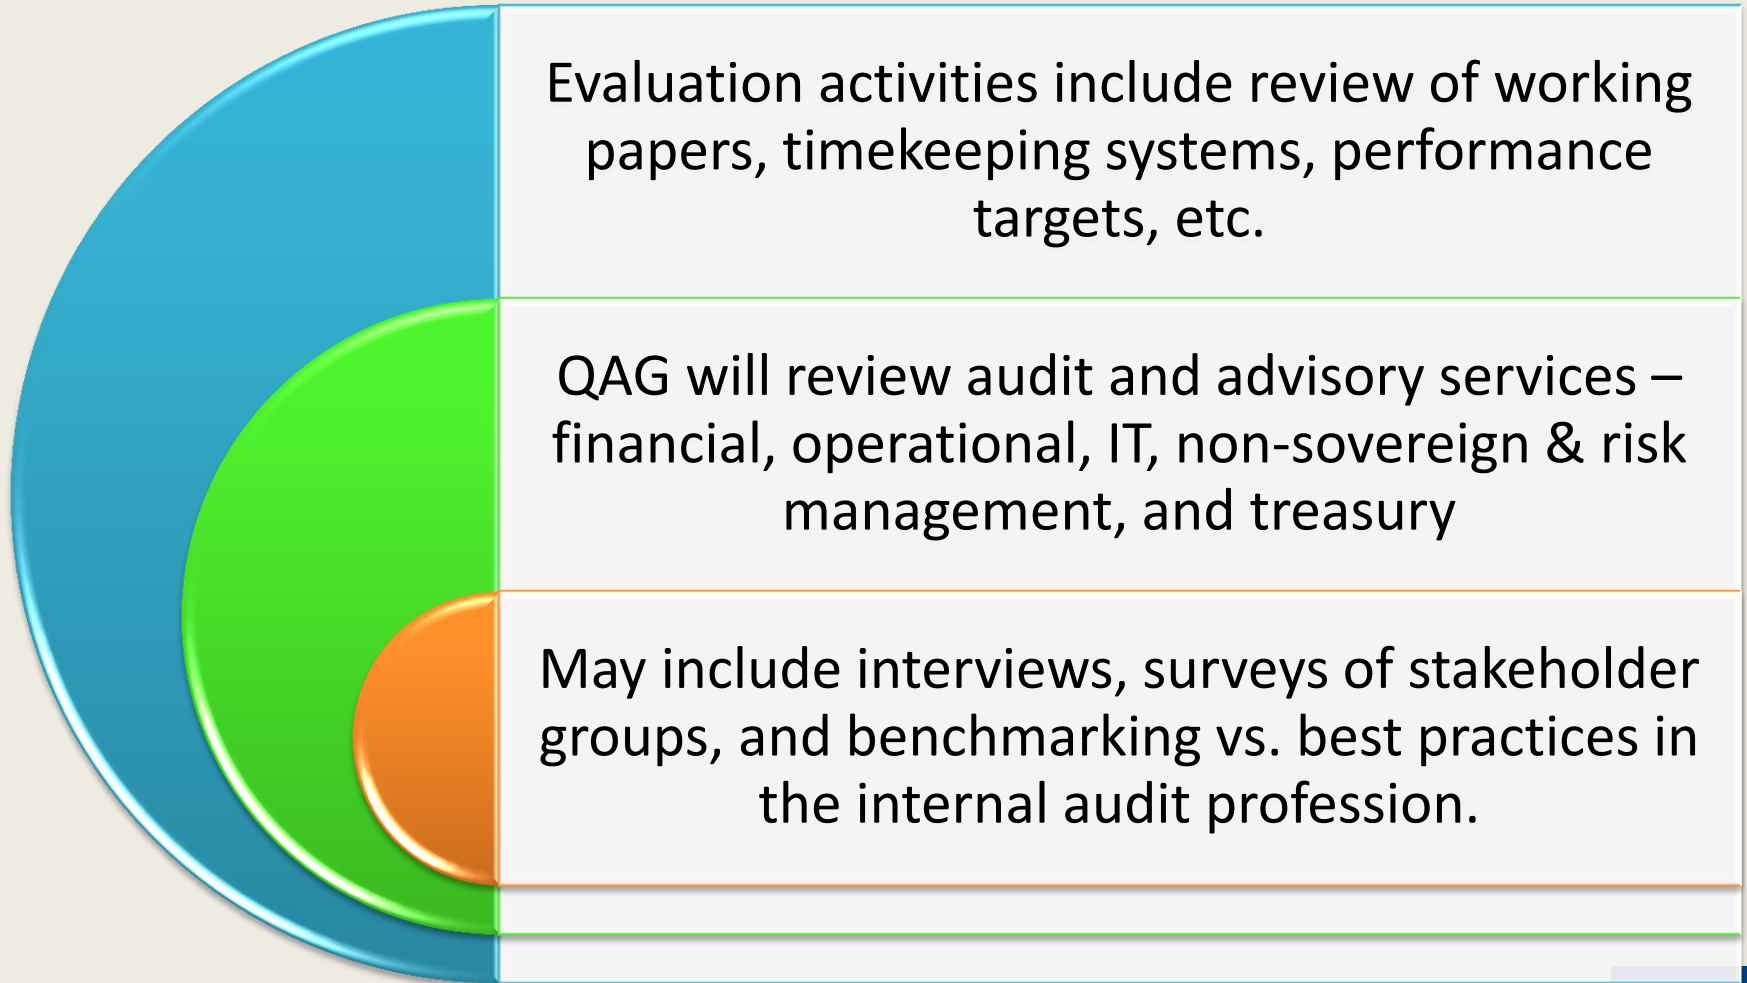 Evaluation activities include review of working
papers, timekeeping systems, performance
targets, etc.
QAG will review audit and advisory services –
financial, operational, IT, non-sovereign & risk
management, and treasury
May include interviews, surveys of stakeholder
groups, and benchmarking vs. best practices in
the internal audit profession.